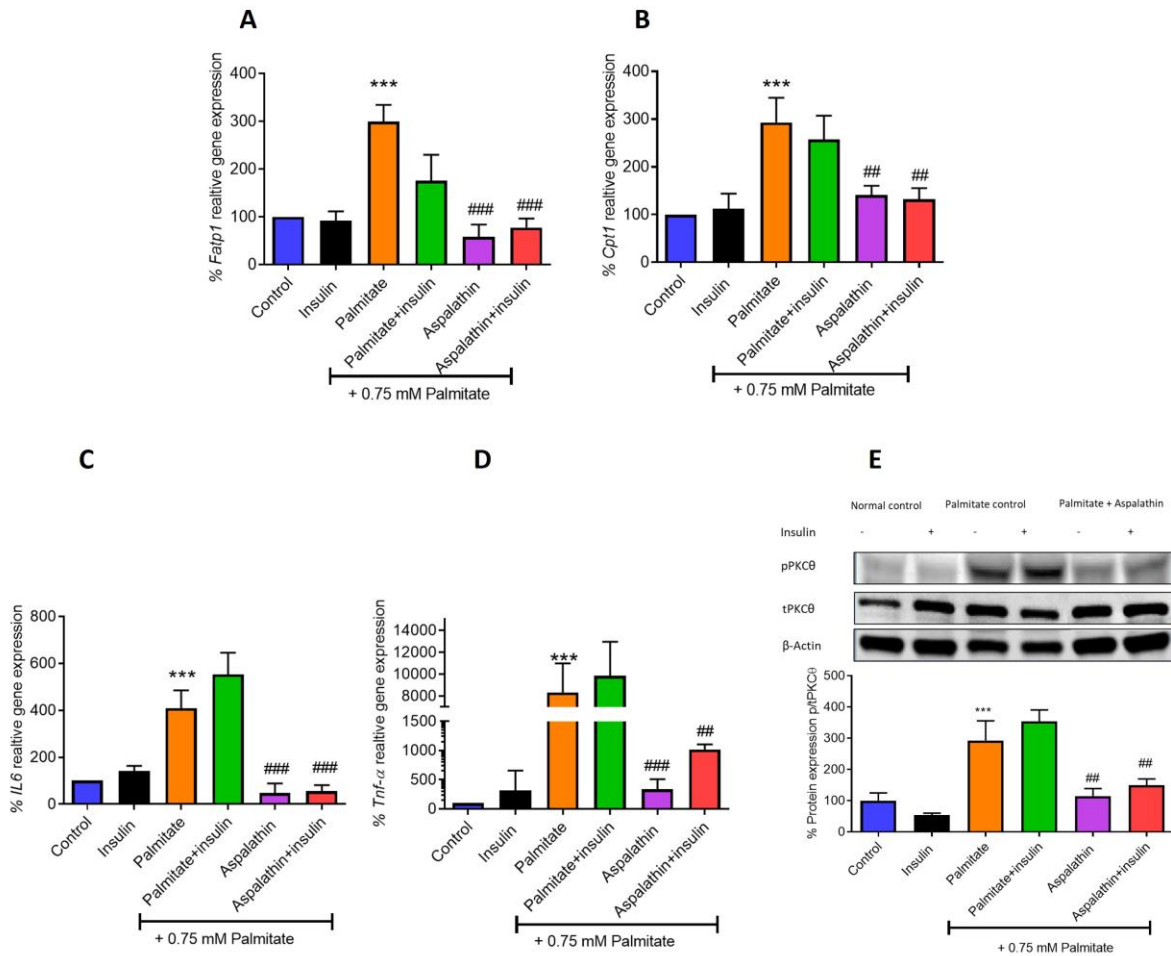 A
% Fatp1 realtive gene expression
400
300
200
100
0
***
###
###
Control
Insulin
Palmitate
Palmitate+insulin
Aspalathin
Aspalathin+insulin
+ 0.75 mM Palmitate
B
% Cpt1 realtive gene expression
400
300
200
100
0
***
##
##
Control
Insulin
Palmitate
Palmitate+insulin
Aspalathin
Aspalathin+insulin
+ 0.75 mM Palmitate
C
% IL6 realtive gene expression
800
600
400
200
0
***
###
###
Control
Insulin
Palmitate
Palmitate+insulin
Aspalathin
Aspalathin+insulin
+ 0.75 mM Palmitate
D
% Tnf-α realtive gene expression
14000
12000
10000
8000
6000
4000
2000
1500
1000
500
0
***
###
##
Control
Insulin
Palmitate
Palmitate+insulin
Aspalathin
Aspalathin+insulin
+ 0.75 mM Palmitate
E
Normal control Palmitate control Palmitate + Aspalathin
Insulin - + - + - +
pPKCθ
tPKCθ
β-Actin
% Protein expression p/tPKCθ
500
400
300
200
100
0
***
##
##
Control
Insulin
Palmitate
Palmitate+insulin
Aspalathin
Aspalathin+insulin
+ 0.75 mM Palmitate